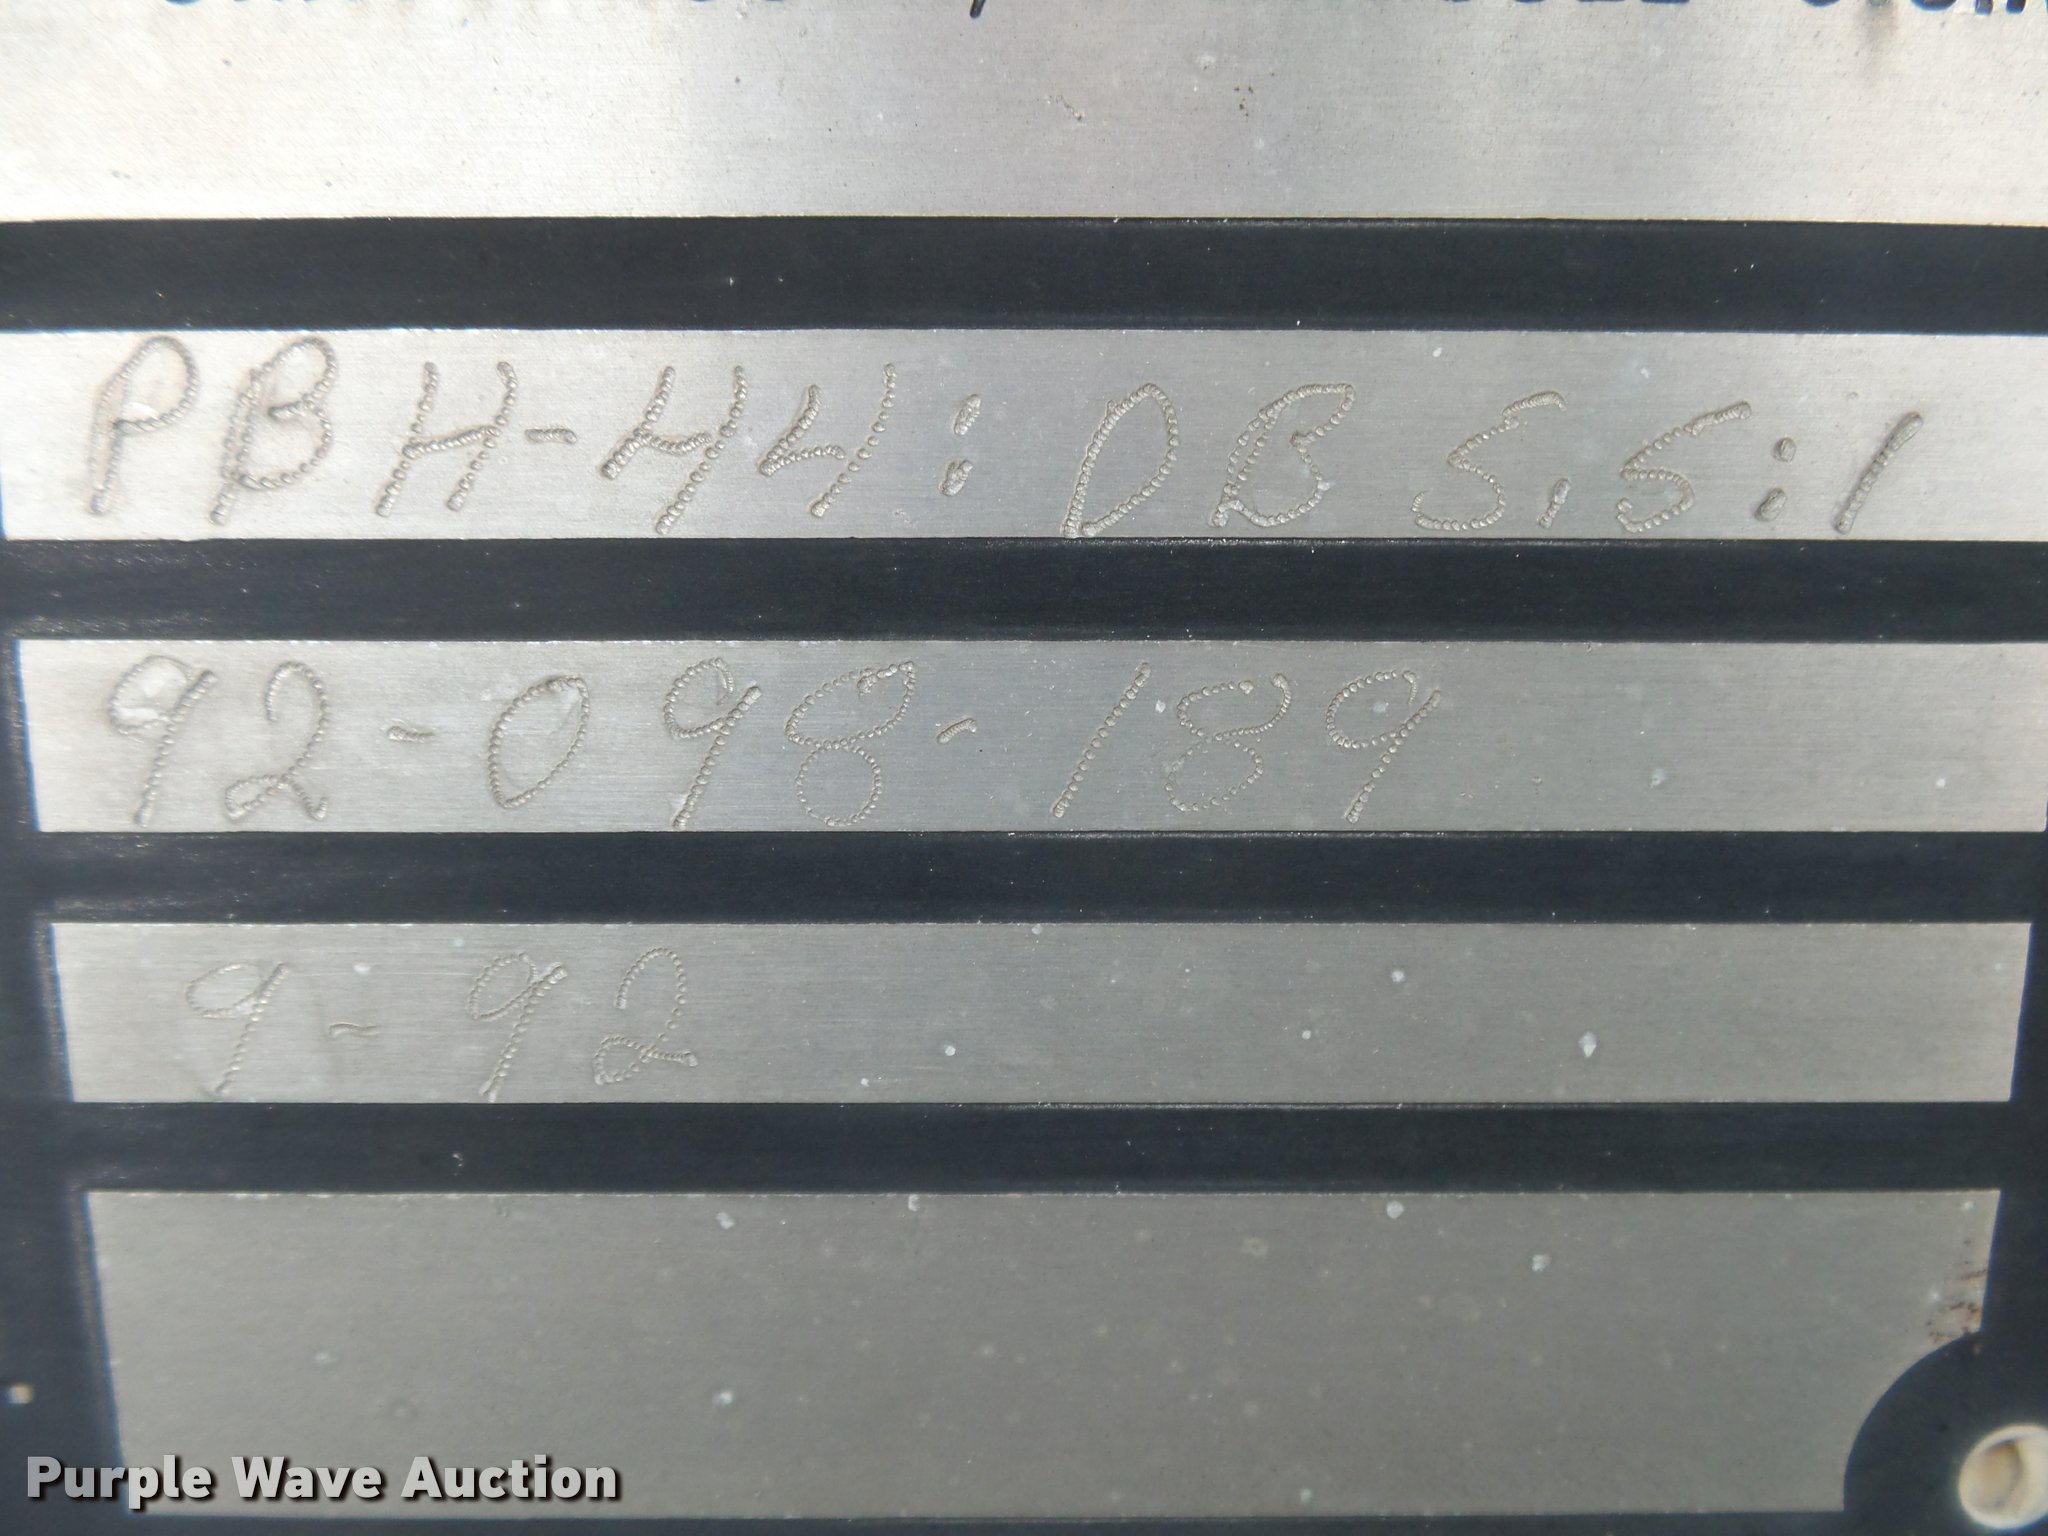 PBH-44: DB 5.5:1
92-098-189
9-92
Purple Wave Auction